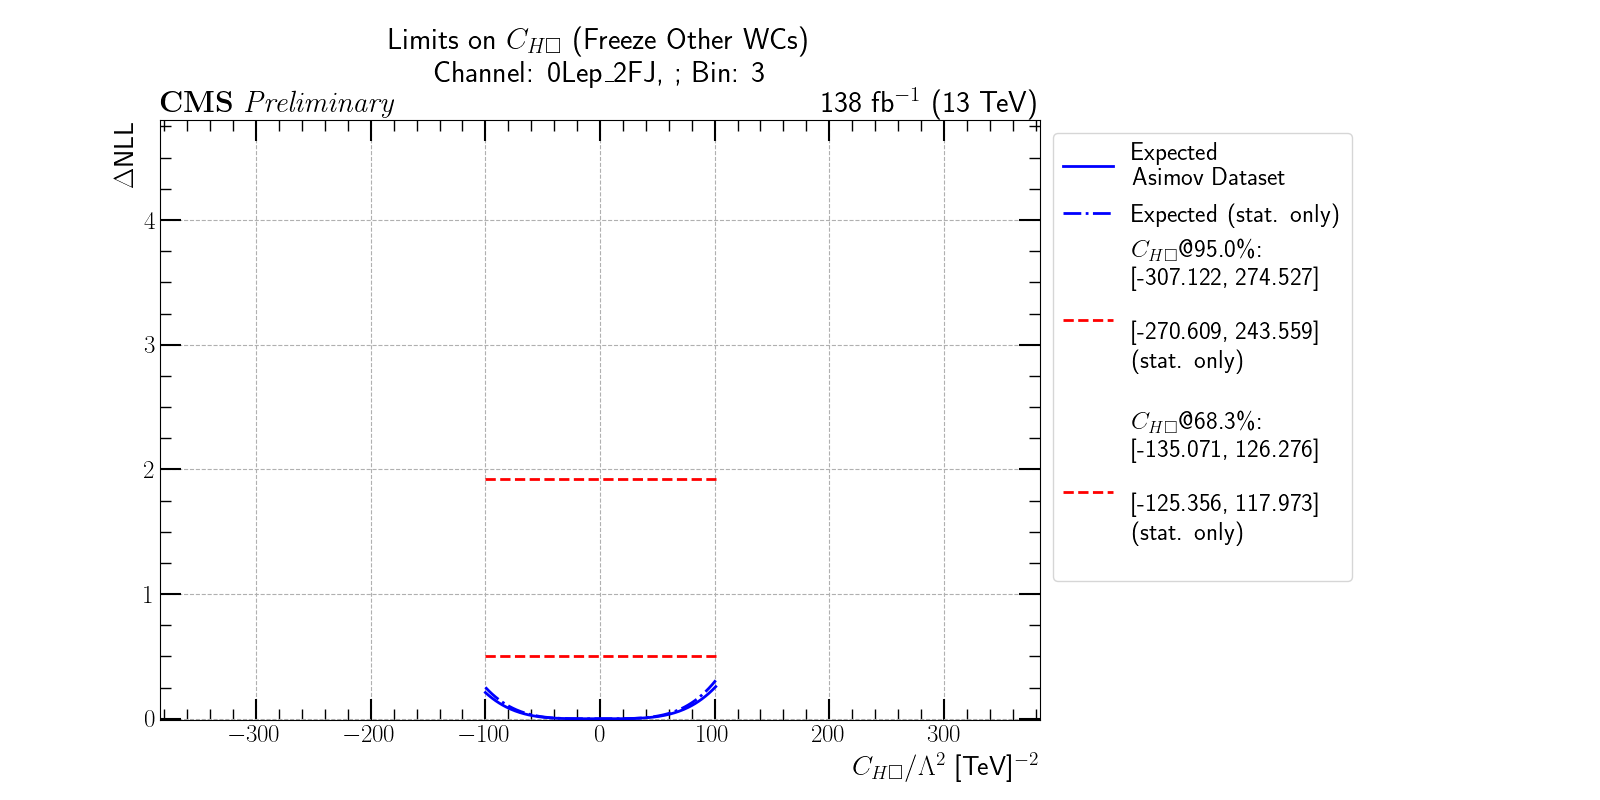 Limits on C_{H□} (Freeze Other WCs)
Channel: 0Lep_2FJ, ; Bin: 3
CMS Preliminary
138 fb⁻¹ (13 TeV)
ΔNLL
4
3
2
1
0
−300 −200 −100 0 100 200 300
C_{H□}/Λ² [TeV]⁻²
Expected
Asimov Dataset
Expected (stat. only)
C_{H□}@95.0%:
[-307.122, 274.527]
[-270.609, 243.559]
(stat. only)
C_{H□}@68.3%:
[-135.071, 126.276]
[-125.356, 117.973]
(stat. only)